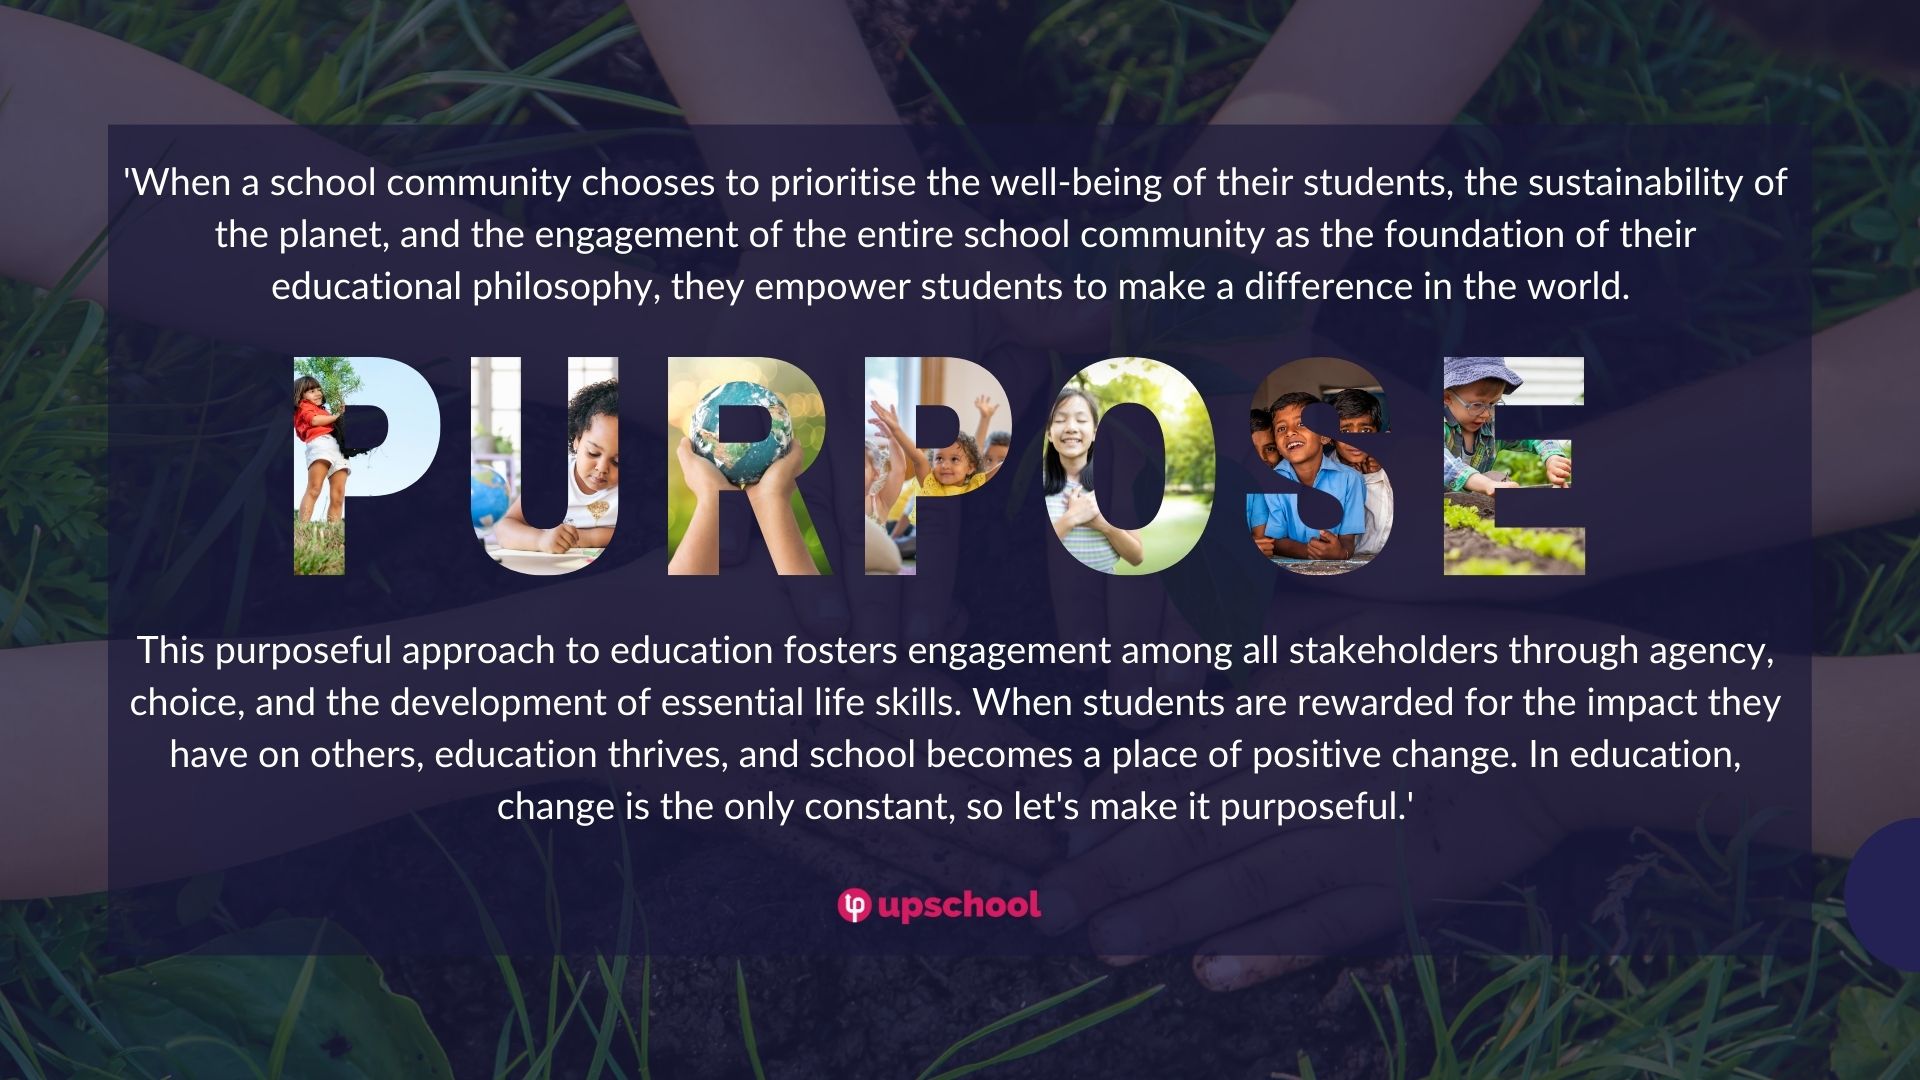 'When a school community chooses to prioritise the well-being of their students, the sustainability of
the planet, and the engagement of the entire school community as the foundation of their
educational philosophy, they empower students to make a difference in the world.
PURPOSE
This purposeful approach to education fosters engagement among all stakeholders through agency,
choice, and the development of essential life skills. When students are rewarded for the impact they
have on others, education thrives, and school becomes a place of positive change. In education,
change is the only constant, so let's make it purposeful.'
up upschool